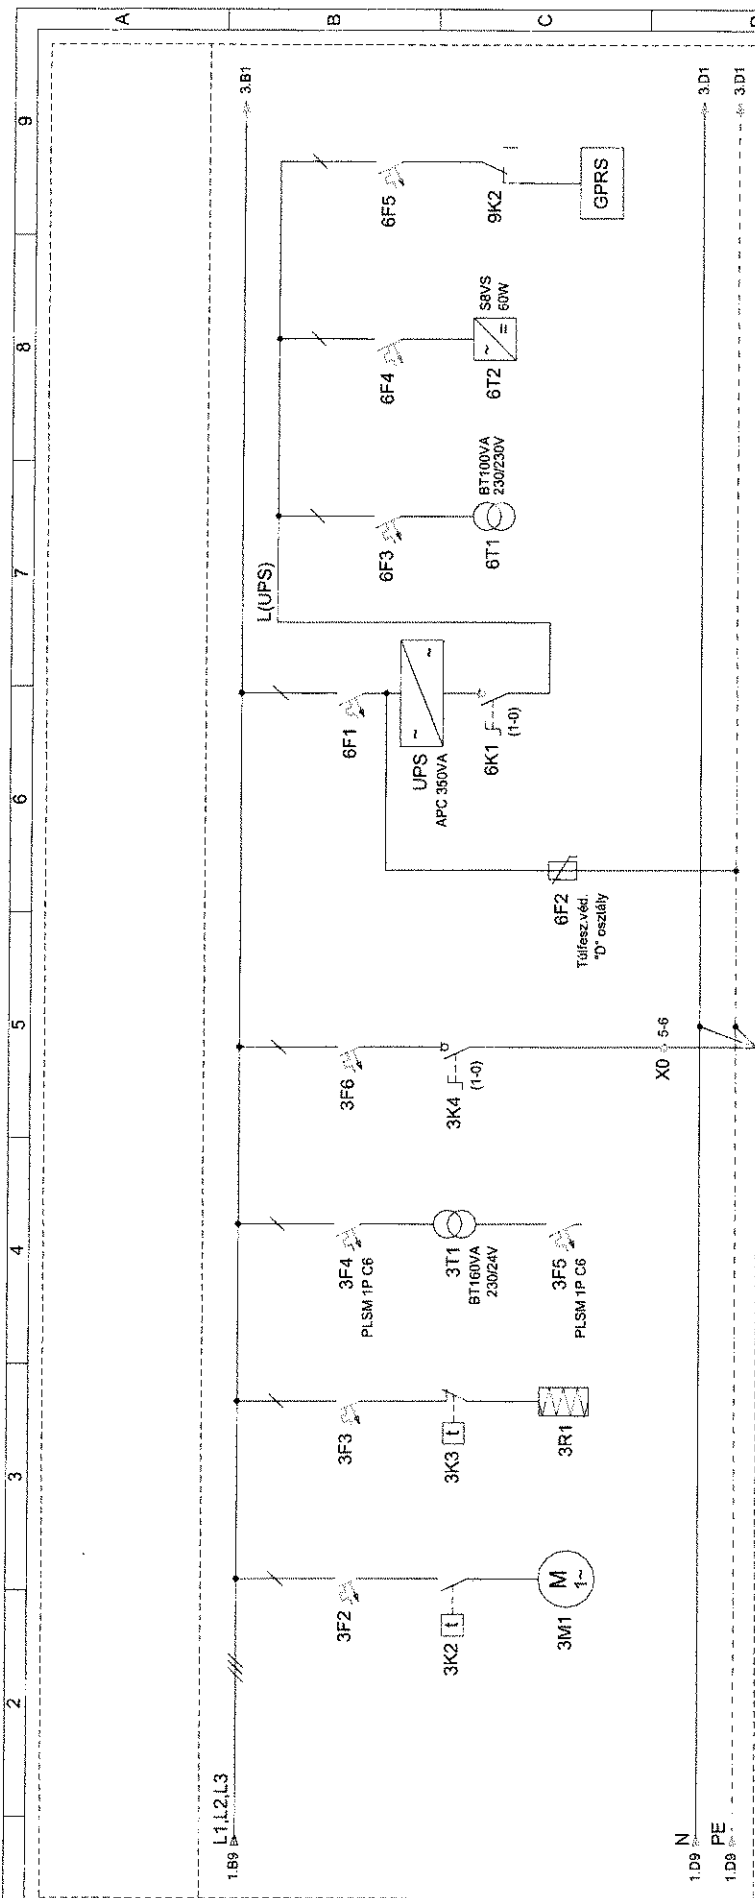 2
3
4
5
6
7
8
9
A
B
C
1.B9
L1,L2,L3
3.B1
L(UPS)
3F2
3F3
3F4
PLSM 1P C6
3F6
6F1
6F3
6F4
6F5
UPS
APC 350VA
~
~
3K2
t
3K3
t
3T1
BT160VA
230/24V
3K4
(1-0)
6K1
(1-0)
6T1
BT100VA
230/230V
6T2
S8VS
60W
~
=
9K2
3M1
M
1~
3R1
3F5
PLSM 1P C6
6F2
Túlfesz.véd.
"D" osztály
GPRS
X0
5-6
1.D9
N
3.D1
1.D9
PE
3.D1